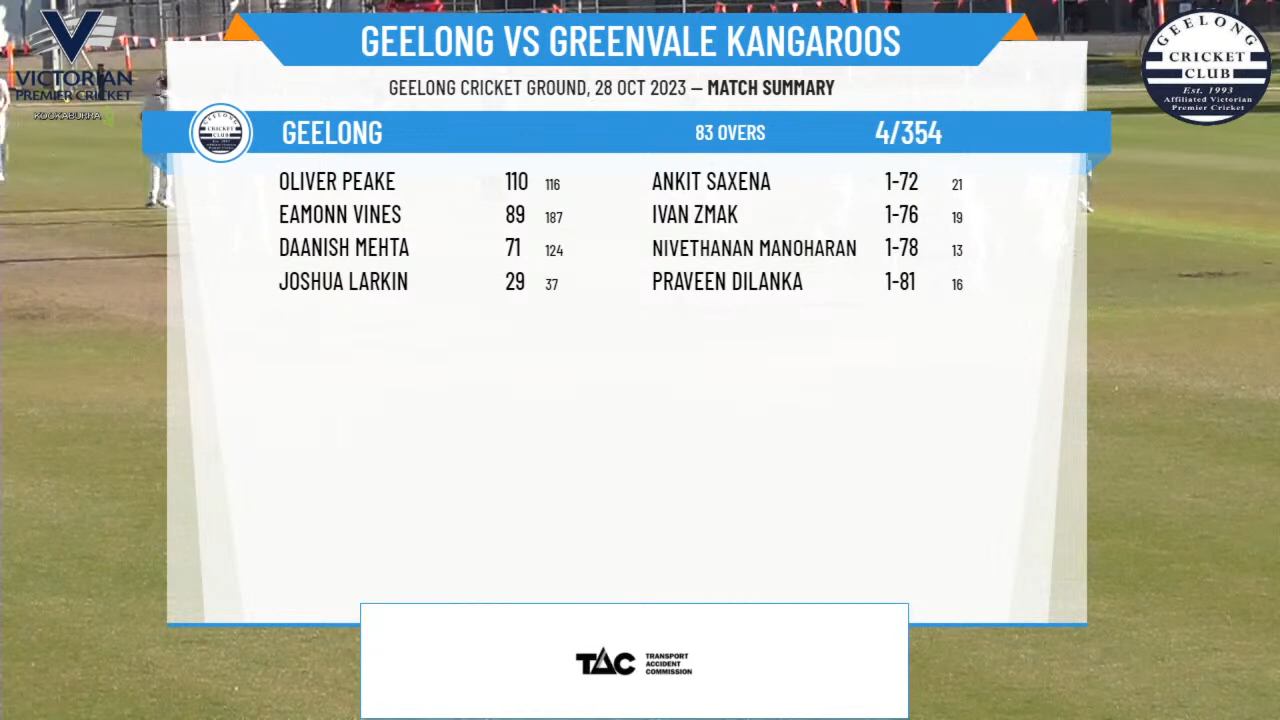 GEELONG VS GREENVALE KANGAROOS
GEELONG CRICKET GROUND, 28 OCT 2023 – MATCH SUMMARY
VICTORIAN
PREMIER CRICKET
KOOKABURRA
GEELONG
CRICKET
CLUB
Est. 1993
Affiliated Victorian
Premier Cricket
GEELONG 83 OVERS 4/354
OLIVER PEAKE 110 116 ANKIT SAXENA 1-72 21
EAMONN VINES 89 187 IVAN ZMAK 1-76 19
DAANISH MEHTA 71 124 NIVETHANAN MANOHARAN 1-78 13
JOSHUA LARKIN 29 37 PRAVEEN DILANKA 1-81 16
TAC TRANSPORT
ACCIDENT
COMMISSION